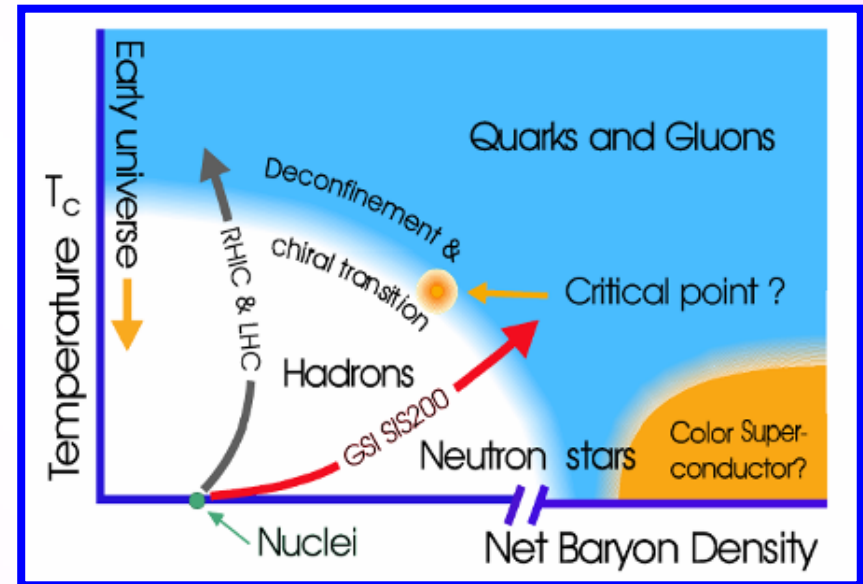 Early universe
Quarks and Gluons
Deconfinement &
chiral transition
T_c
Temperature
RHIC & LHC
Critical point ?
Hadrons
GSI SIS200
Neutron stars
Color Super-
conductor?
Nuclei
Net Baryon Density